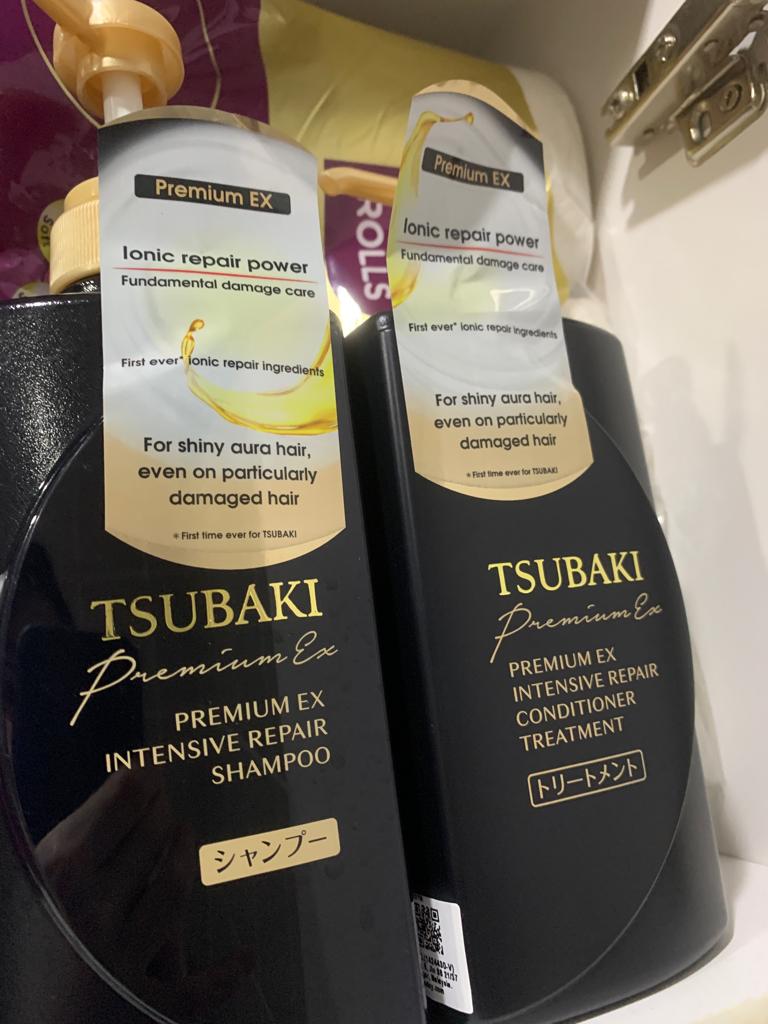 Premium EX
Ionic repair power
Fundamental damage care
First ever* ionic repair ingredients
For shiny aura hair,
even on particularly
damaged hair
*First time ever for TSUBAKI
TSUBAKI
Premium Ex
PREMIUM EX
INTENSIVE REPAIR
SHAMPOO
シャンプー
Premium EX
Ionic repair power
Fundamental damage care
First ever* ionic repair ingredients
For shiny aura hair,
even on particularly
damaged hair
*First time ever for TSUBAKI
TSUBAKI
Premium Ex
PREMIUM EX
INTENSIVE REPAIR
CONDITIONER
TREATMENT
トリートメント
ROLLS
Malaysia.